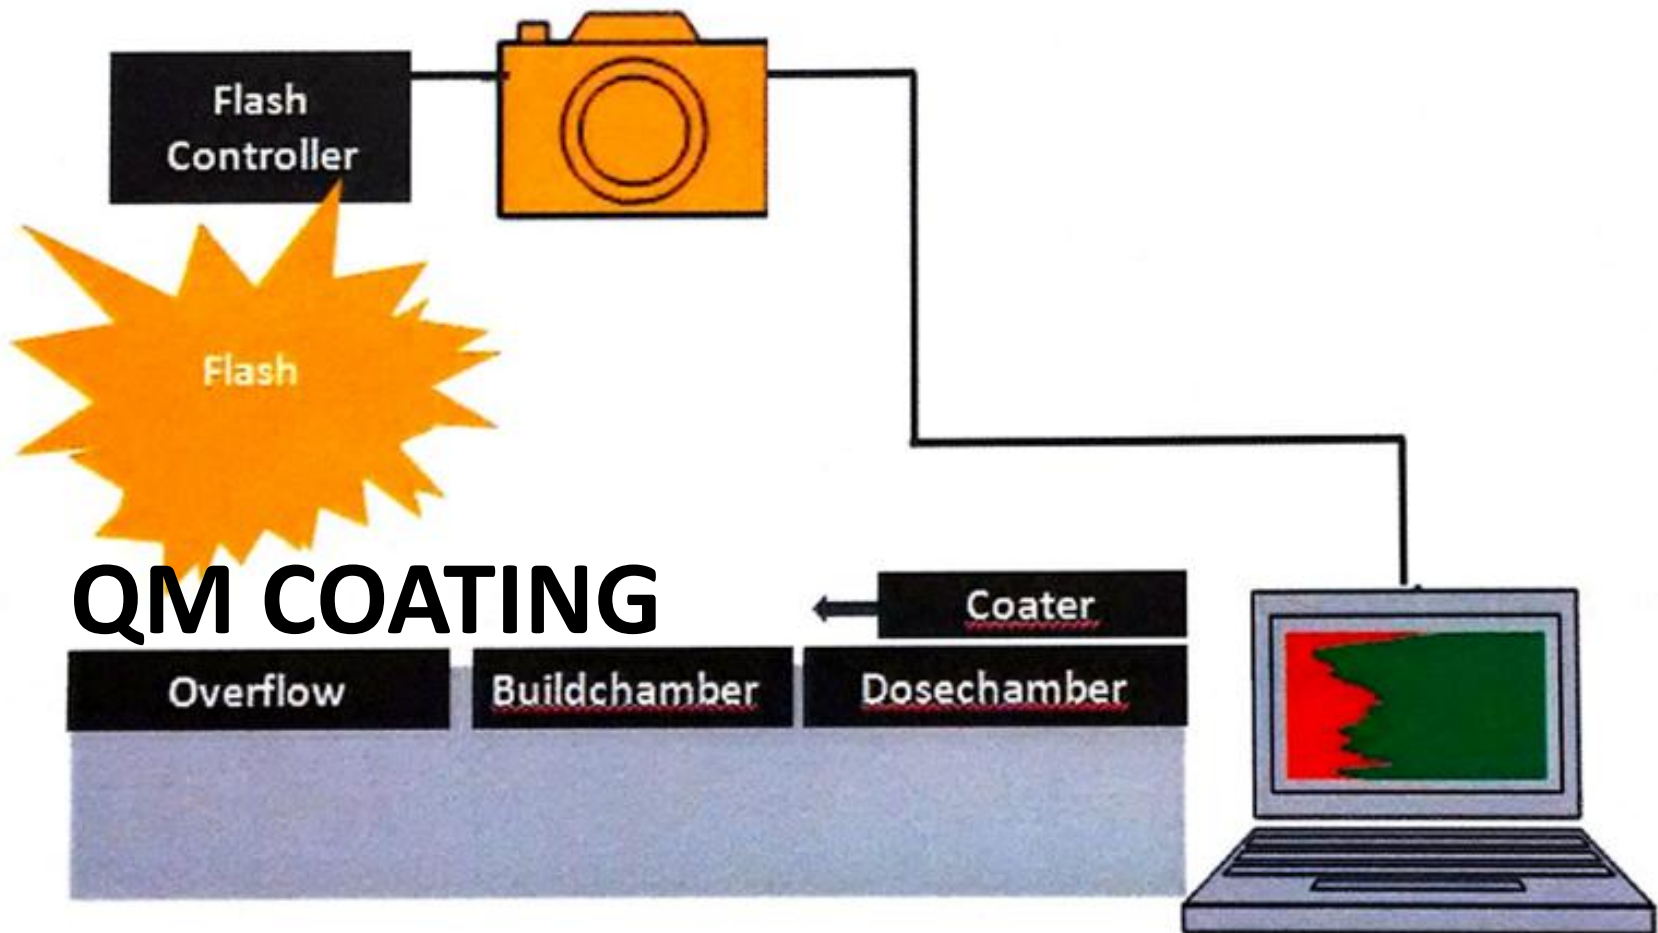 Flash
Controller
Flash
QM COATING
Coater
Overflow
Buildchamber
Dosechamber